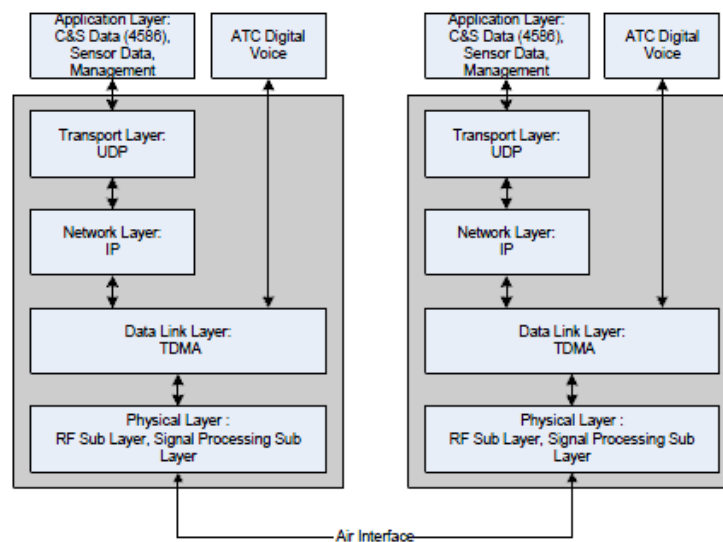 Application Layer:
C&S Data (4586),
Sensor Data,
Management
ATC Digital
Voice
Transport Layer:
UDP
Network Layer:
IP
Data Link Layer:
TDMA
Physical Layer :
RF Sub Layer, Signal Processing Sub
Layer
Application Layer:
C&S Data (4586),
Sensor Data,
Management
ATC Digital
Voice
Transport Layer:
UDP
Network Layer:
IP
Data Link Layer:
TDMA
Physical Layer :
RF Sub Layer, Signal Processing Sub
Layer
Air Interface